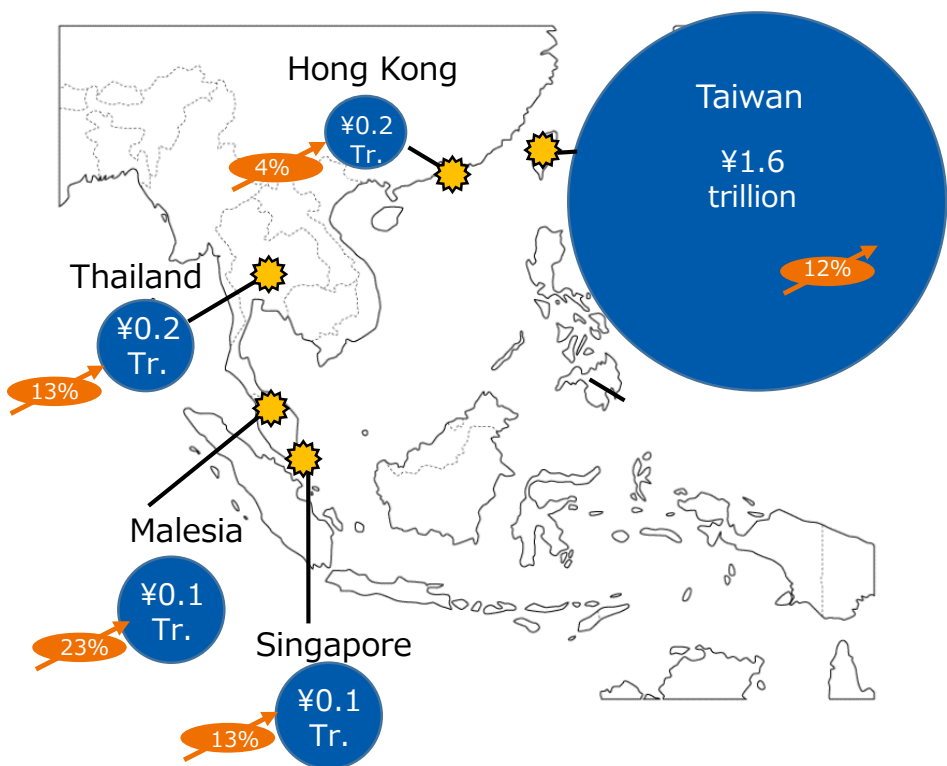 Hong Kong
¥0.2
Tr.
4%
Taiwan
¥1.6
trillion
12%
Thailand
¥0.2
Tr.
13%
Malesia
¥0.1
Tr.
23%
Singapore
¥0.1
Tr.
13%